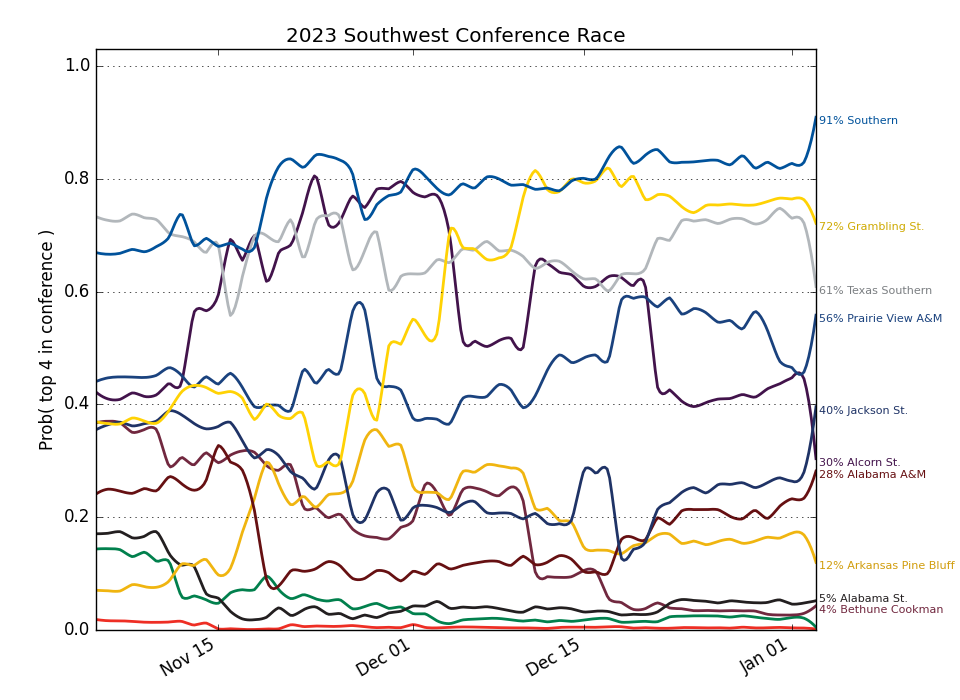 2023 Southwest Conference Race
Prob( top 4 in conference )
1.0
0.8
0.6
0.4
0.2
0.0
Nov 15
Dec 01
Dec 15
Jan 01
91% Southern
72% Grambling St.
61% Texas Southern
56% Prairie View A&M
40% Jackson St.
30% Alcorn St.
28% Alabama A&M
12% Arkansas Pine Bluff
5% Alabama St.
4% Bethune Cookman